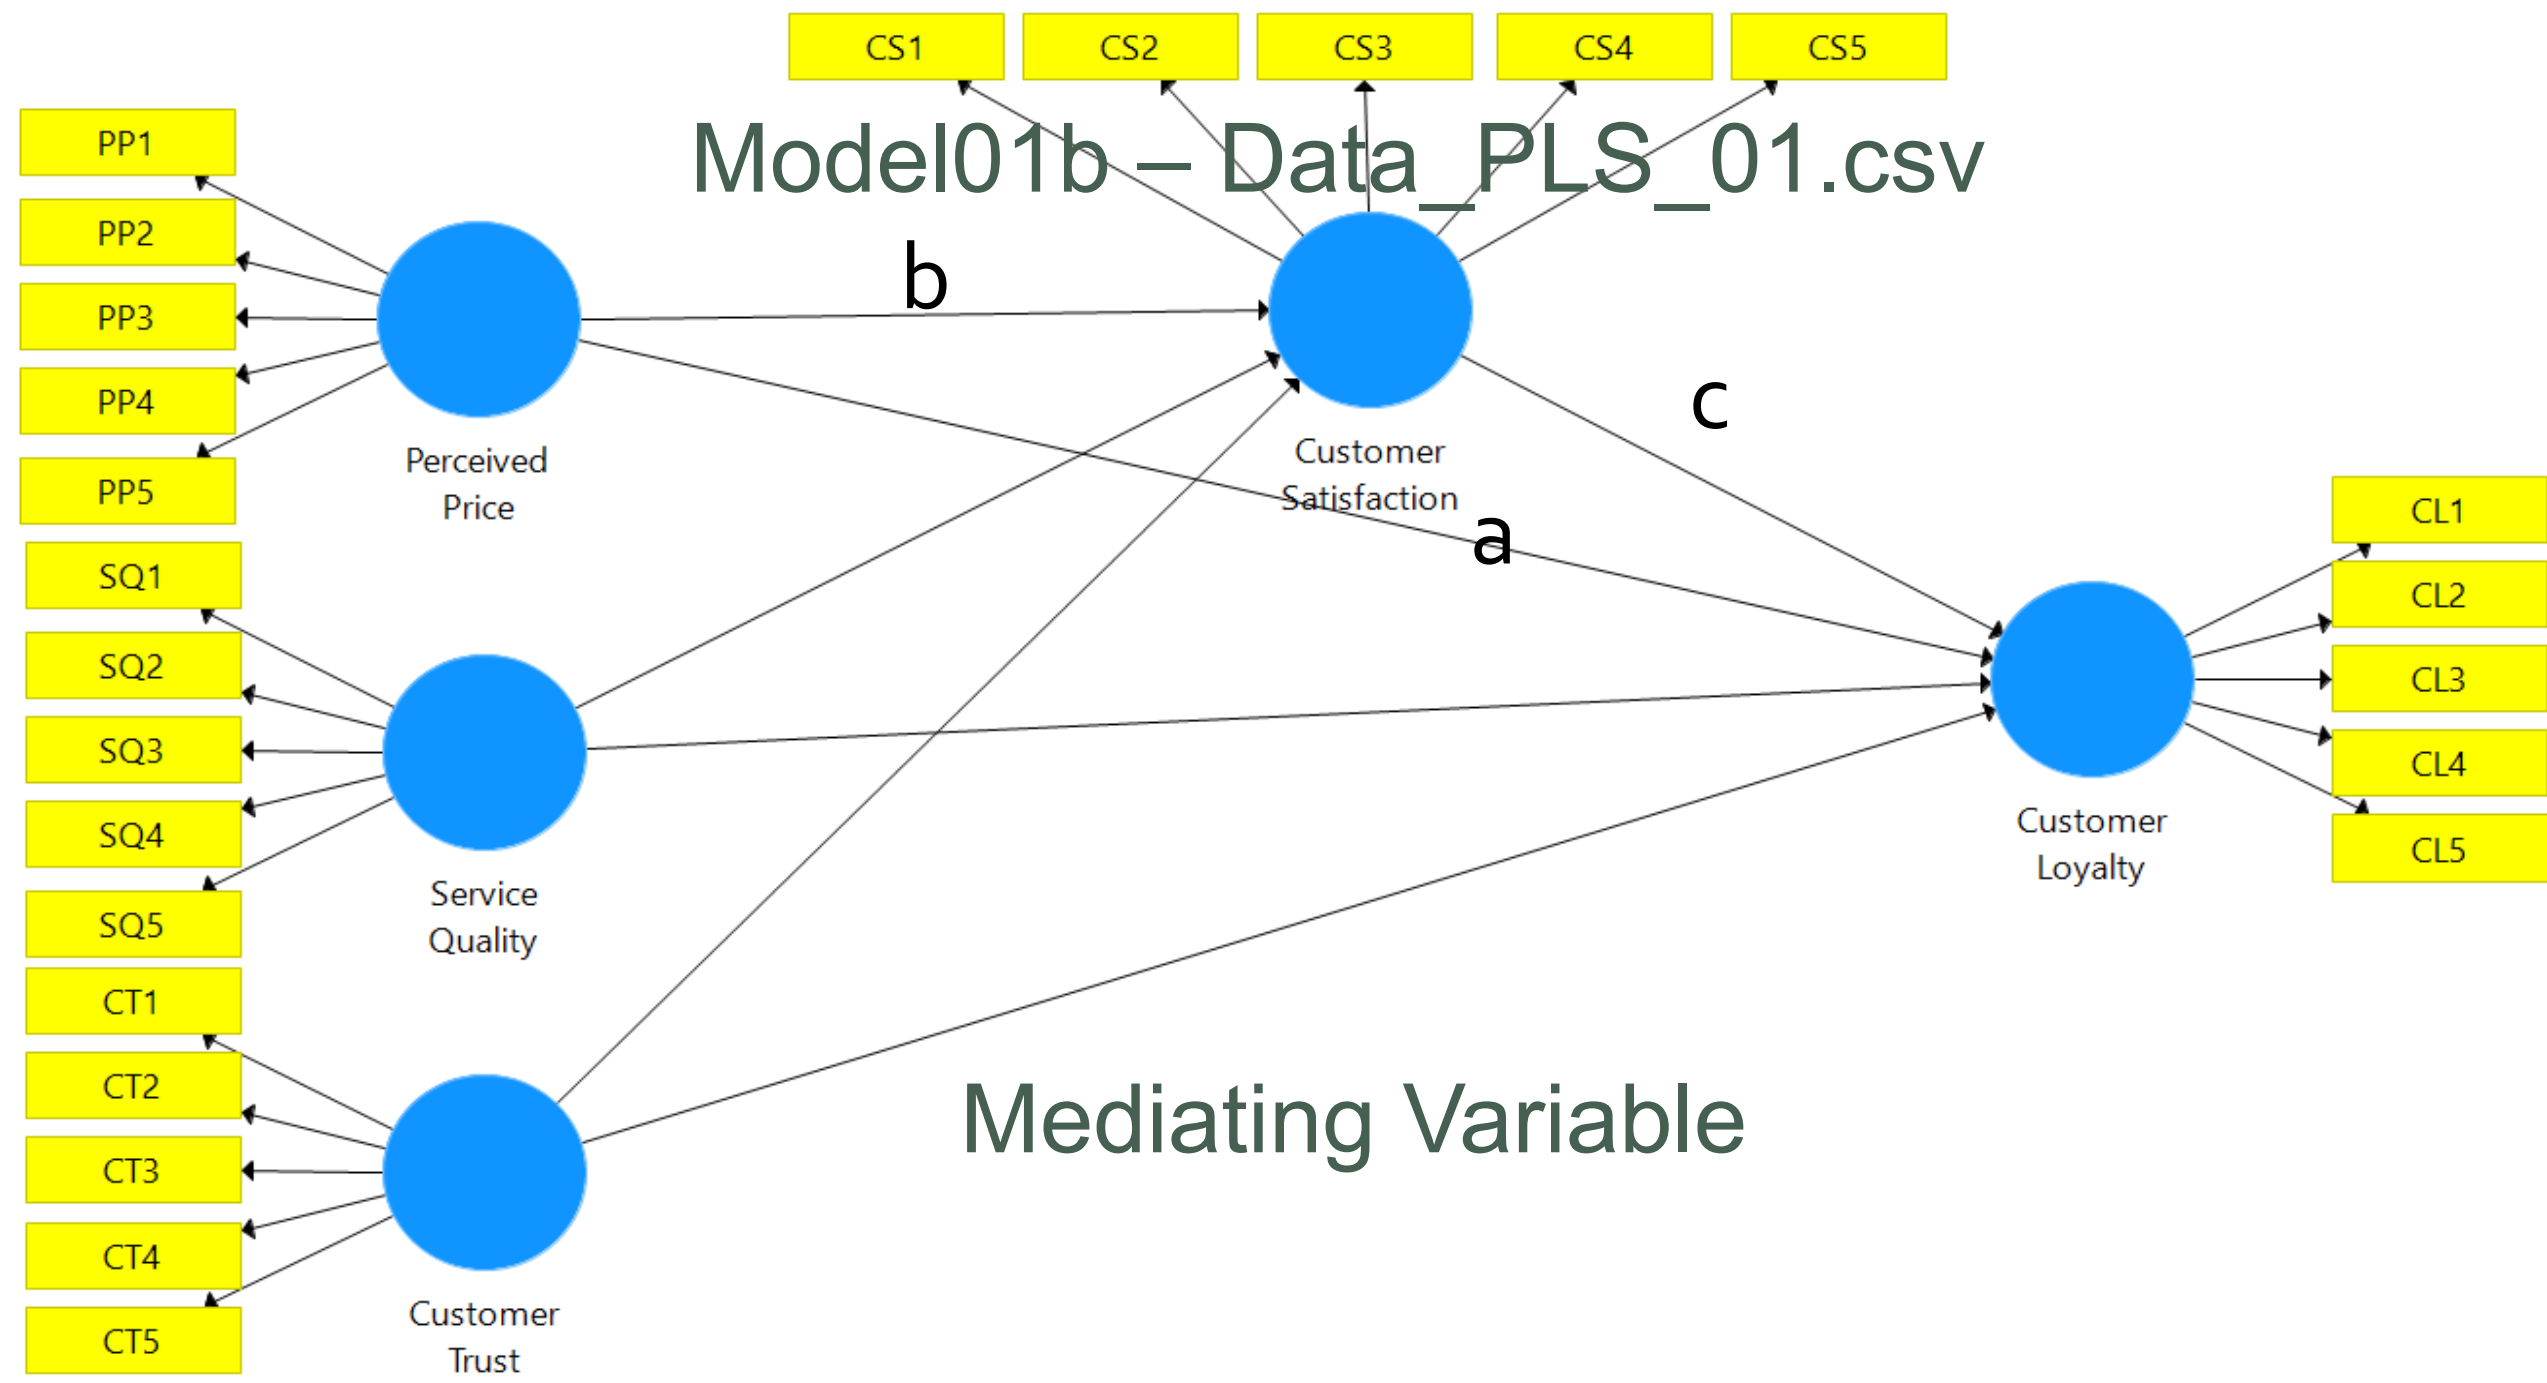 CS1
CS2
CS3
CS4
CS5
Model01b – Data_PLS_01.csv
PP1
PP2
PP3
PP4
PP5
Perceived
Price
b
Customer
Satisfaction
c
a
SQ1
SQ2
SQ3
SQ4
SQ5
Service
Quality
CL1
CL2
CL3
CL4
CL5
Customer
Loyalty
CT1
CT2
CT3
CT4
CT5
Customer
Trust
Mediating Variable